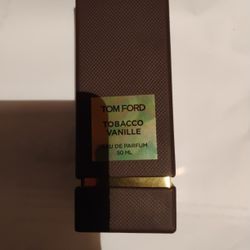 TOM FORD
TOBACCO
VANILLE
EAU DE PARFUM
50 ML